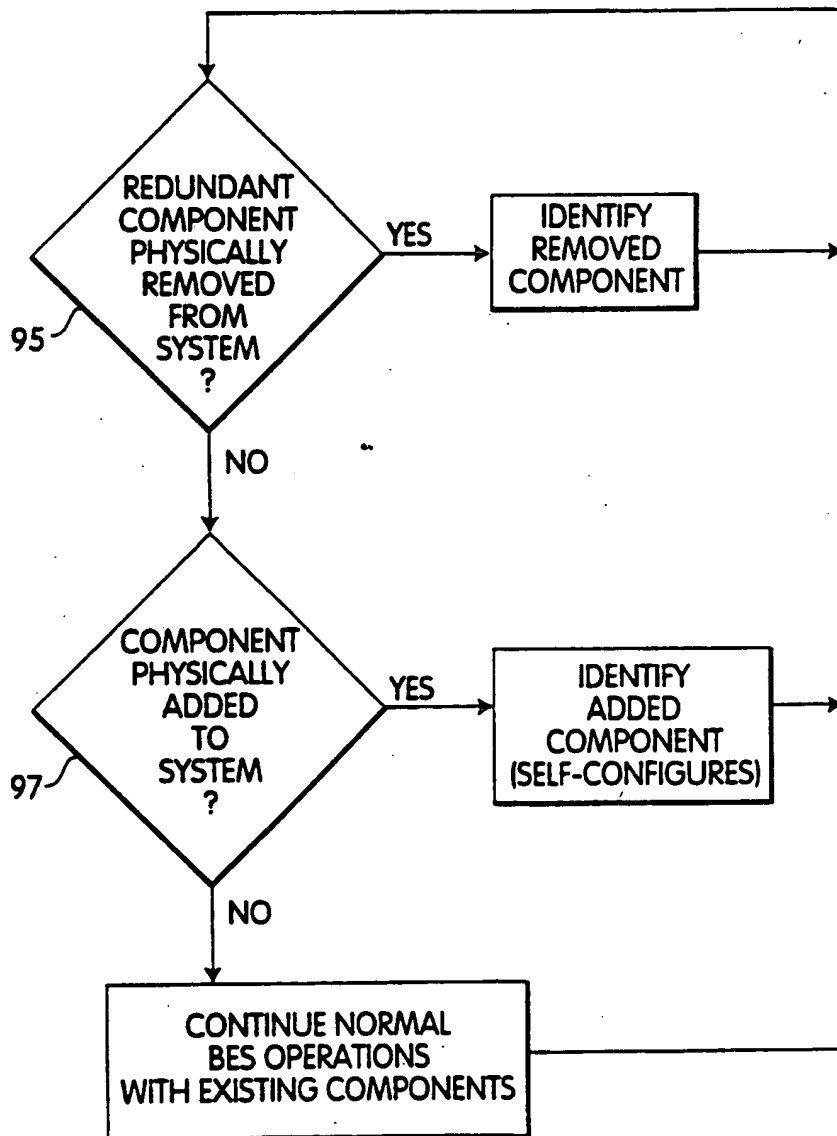 REDUNDANT
COMPONENT
PHYSICALLY
REMOVED
FROM
SYSTEM
?
YES
IDENTIFY
REMOVED
COMPONENT
95
NO
COMPONENT
PHYSICALLY
ADDED
TO
SYSTEM
?
YES
IDENTIFY
ADDED
COMPONENT
(SELF-CONFIGURES)
97
NO
CONTINUE NORMAL
BES OPERATIONS
WITH EXISTING COMPONENTS